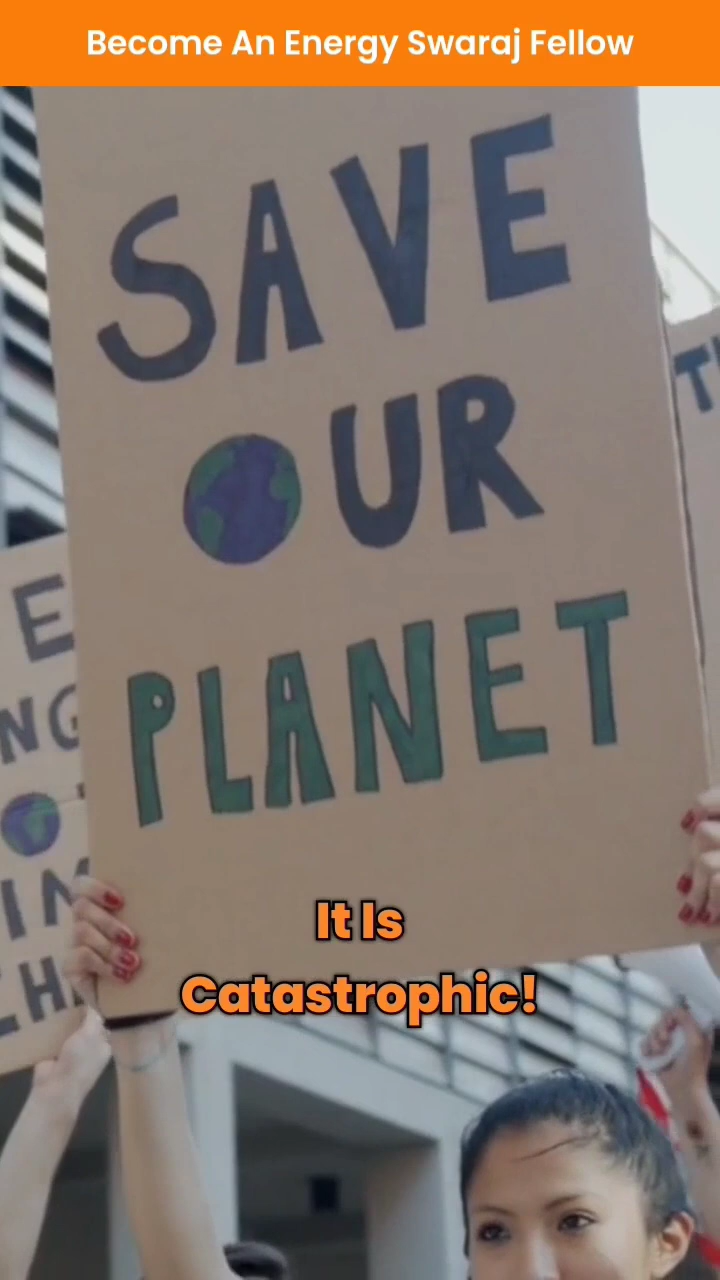 Become An Energy Swaraj Fellow
SAVE
OUR
PLANET
It Is
Catastrophic!